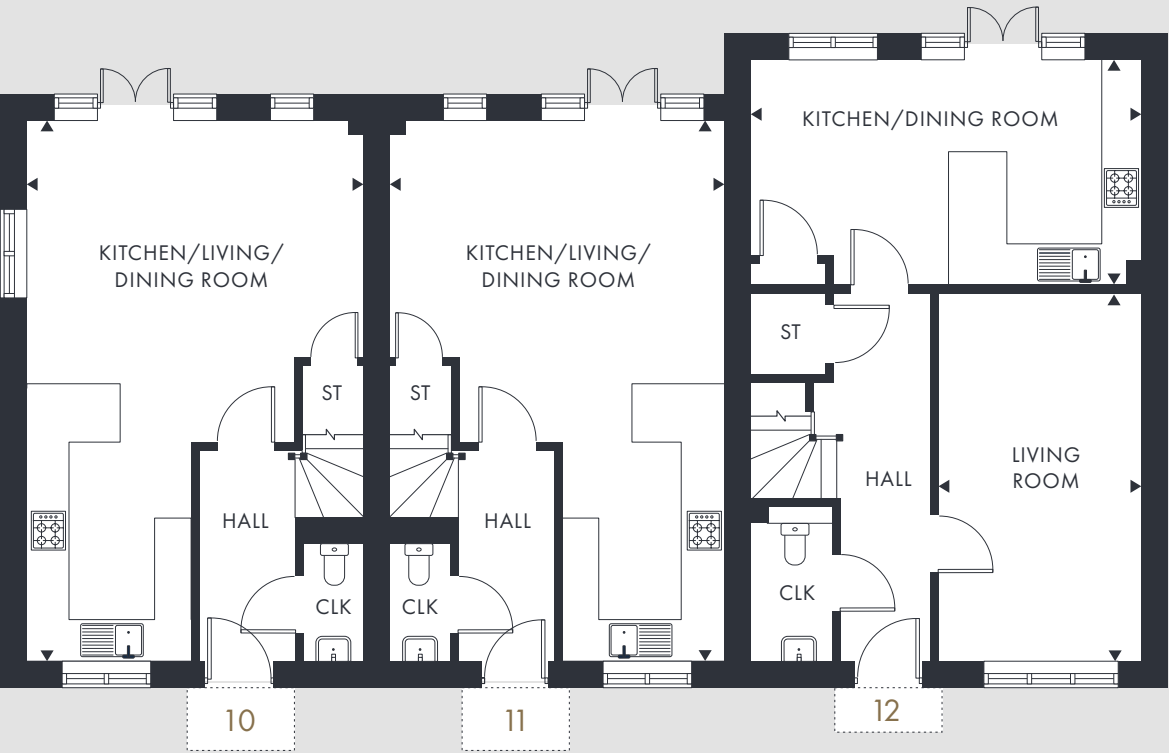 KITCHEN/LIVING/
DINING ROOM
ST
HALL
CLK
10
KITCHEN/LIVING/
DINING ROOM
ST
HALL
CLK
11
KITCHEN/DINING ROOM
ST
HALL
LIVING
ROOM
CLK
12